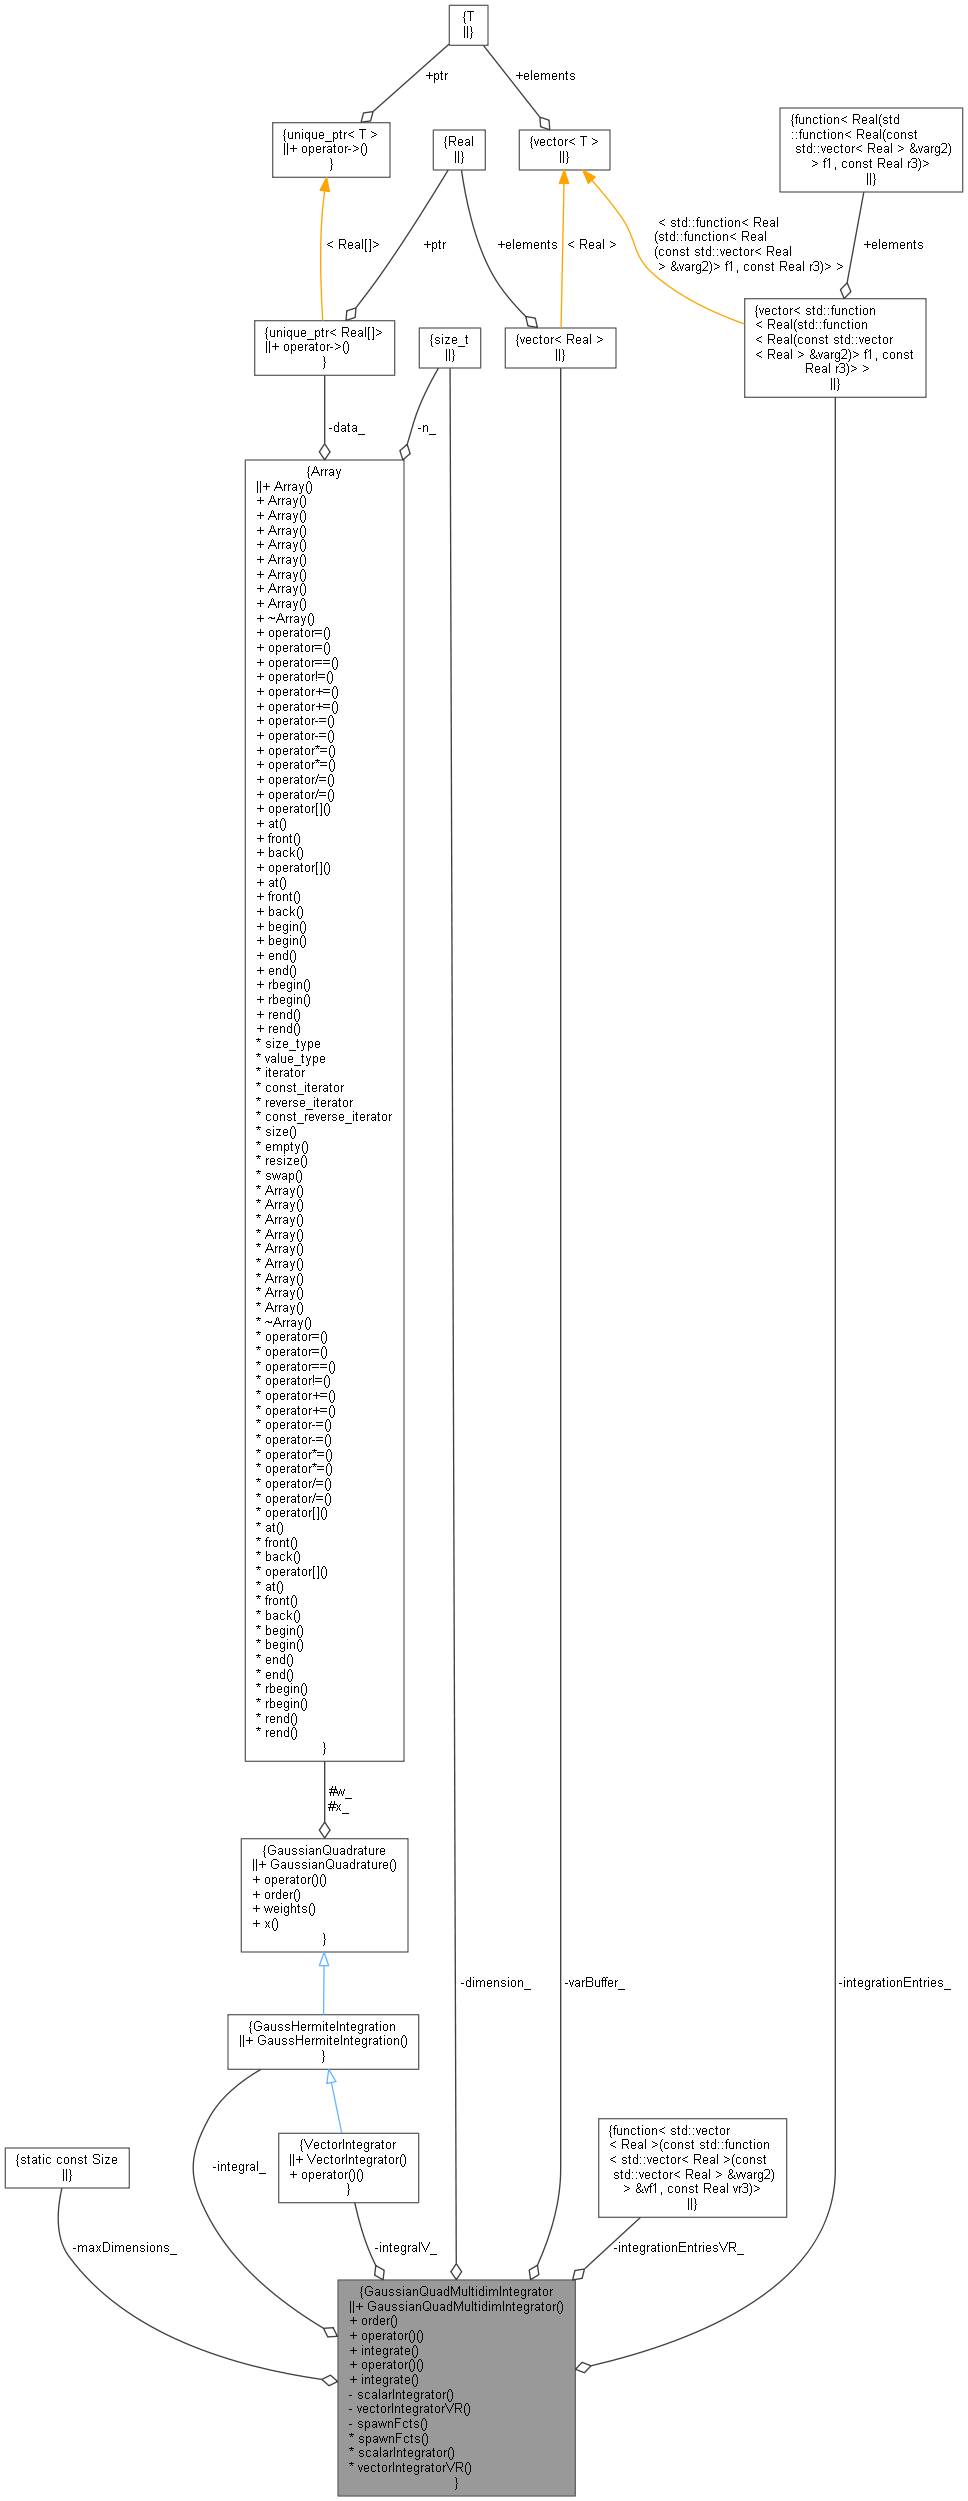 {T
||}
+ptr
+elements
{unique_ptr< T >
||+ operator->()
}
{Real
||}
{vector< T >
||}
{function< Real(std
::function< Real(const
std::vector< Real > &varg2)
> f1, const Real r3)>
||}
< Real[]>
+ptr
+elements
< Real >
< std::function< Real
(std::function< Real
(const std::vector< Real
> &varg2)> f1, const Real r3)> >
+elements
{unique_ptr< Real[]>
||+ operator->()
}
{size_t
||}
{vector< Real >
||}
{vector< std::function
< Real(std::function
< Real(const std::vector
< Real > &varg2)> f1, const
Real r3)> >
||}
-data_
-n_
{Array
||+ Array()
+ Array()
+ Array()
+ Array()
+ Array()
+ Array()
+ Array()
+ Array()
+ Array()
+ ~Array()
+ operator=()
+ operator=()
+ operator==()
+ operator!=()
+ operator+=()
+ operator+=()
+ operator-=()
+ operator-=()
+ operator*=()
+ operator*=()
+ operator/=()
+ operator/=()
+ operator[]()
+ at()
+ front()
+ back()
+ operator[]()
+ at()
+ front()
+ back()
+ begin()
+ begin()
+ end()
+ end()
+ rbegin()
+ rbegin()
+ rend()
+ rend()
* size_type
* value_type
* iterator
* const_iterator
* reverse_iterator
* const_reverse_iterator
* size()
* empty()
* resize()
* swap()
* Array()
* Array()
* Array()
* Array()
* Array()
* Array()
* Array()
* Array()
* Array()
* ~Array()
* operator=()
* operator=()
* operator==()
* operator!=()
* operator+=()
* operator+=()
* operator-=()
* operator-=()
* operator*=()
* operator*=()
* operator/=()
* operator/=()
* operator[]()
* at()
* front()
* back()
* operator[]()
* at()
* front()
* back()
* begin()
* begin()
* end()
* end()
* rbegin()
* rbegin()
* rend()
* rend()
}
#w_
#x_
{GaussianQuadrature
||+ GaussianQuadrature()
+ operator()()
+ order()
+ weights()
+ x()
}
-dimension_
-varBuffer_
-integrationEntries_
{GaussHermiteIntegration
||+ GaussHermiteIntegration()
}
{static const Size
||}
-integral_
{VectorIntegrator
||+ VectorIntegrator()
+ operator()()
}
{function< std::vector
< Real >(const std::function
< std::vector< Real >(const
std::vector< Real > &vvarg2)
> &vf1, const Real vr3)>
||}
-maxDimensions_
-integralV_
-integrationEntriesVR_
{GaussianQuadMultidimIntegrator
||+ GaussianQuadMultidimIntegrator()
+ order()
+ operator()()
+ integrate()
+ operator()()
+ integrate()
- scalarIntegrator()
- vectorIntegratorVR()
- spawnFcts()
* spawnFcts()
* scalarIntegrator()
* vectorIntegratorVR()
}